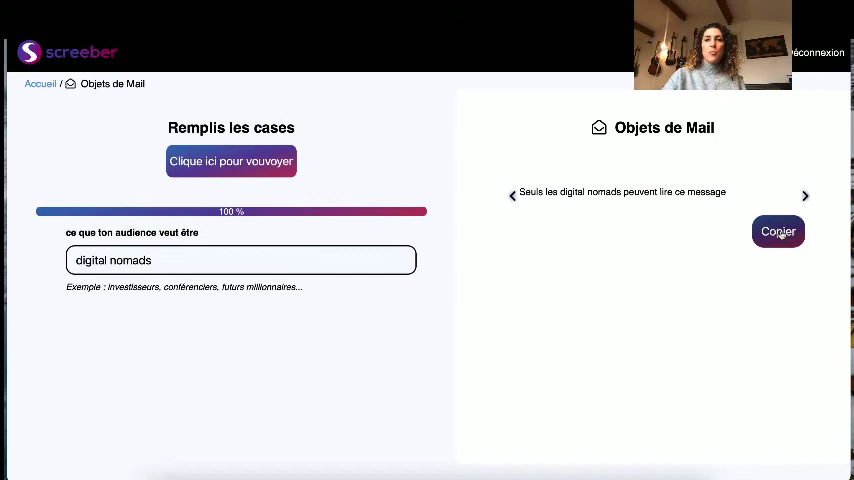 screeber
Déconnexion
Accueil / Objets de Mail
Remplis les cases
Clique ici pour vouvoyer
100 %
ce que ton audience veut être
digital nomads
Exemple : investisseurs, conférenciers, futurs millionnaires...
Objets de Mail
Seuls les digital nomads peuvent lire ce message
Copier